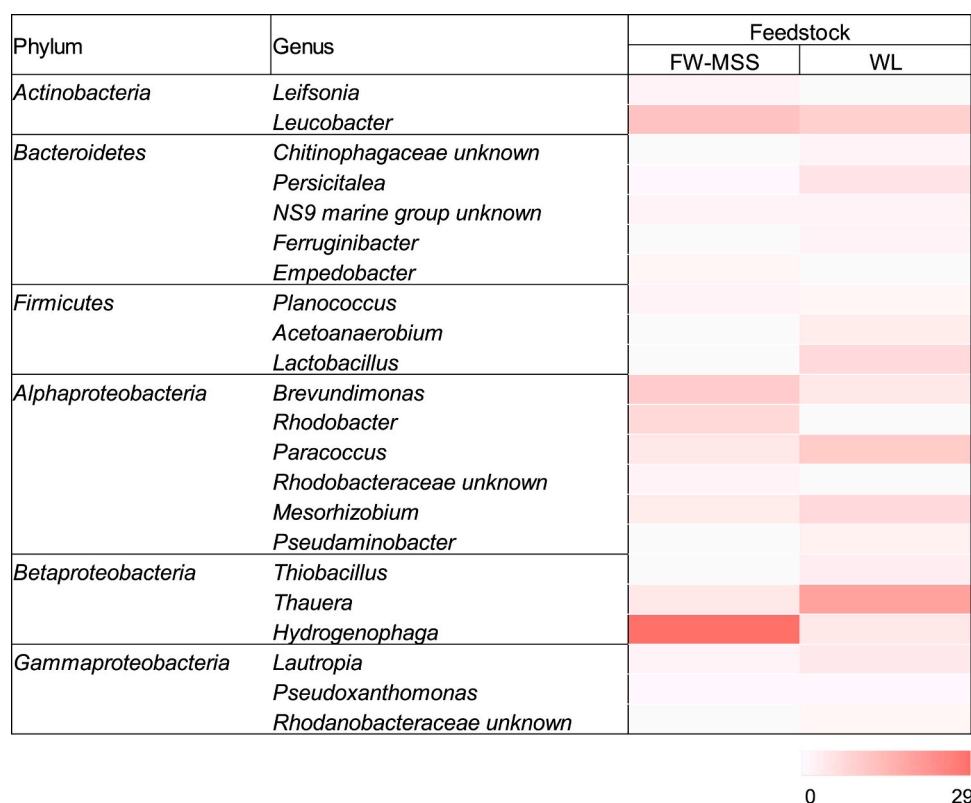 Phylum Genus Feedstock
FW-MSS WL
Actinobacteria Leifsonia
Leucobacter
Bacteroidetes Chitinophagaceae unknown
Persicitalea
NS9 marine group unknown
Ferruginibacter
Empedobacter
Firmicutes Planococcus
Acetoanaerobium
Lactobacillus
Alphaproteobacteria Brevundimonas
Rhodobacter
Paracoccus
Rhodobacteraceae unknown
Mesorhizobium
Pseudaminobacter
Betaproteobacteria Thiobacillus
Thauera
Hydrogenophaga
Gammaproteobacteria Lautropia
Pseudoxanthomonas
Rhodanobacteraceae unknown
0 29